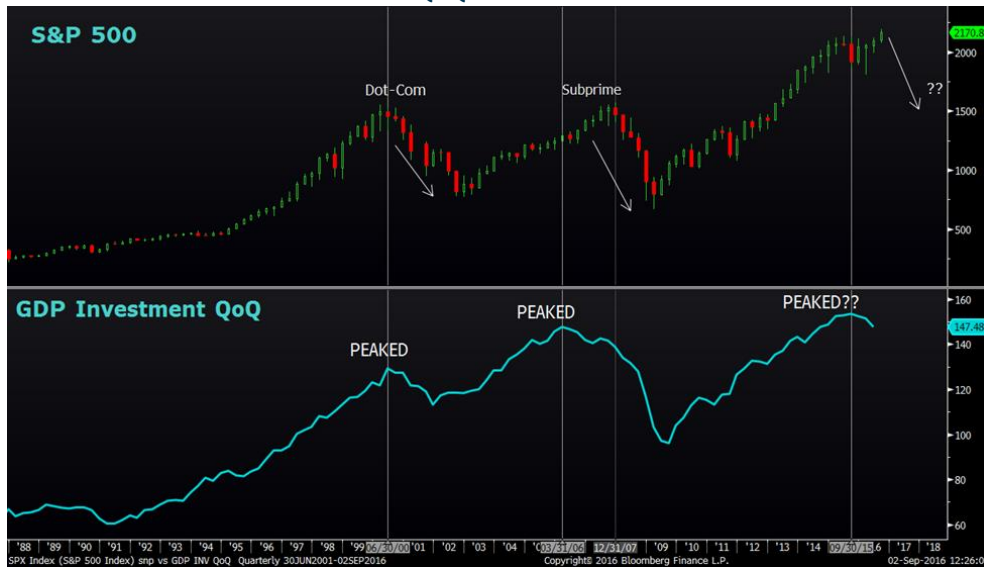 S&P 500
2170.8
2000
Dot-Com
Subprime
??
1500
1000
500
GDP Investment QoQ
PEAKED
PEAKED
PEAKED??
160
147.48
140
120
100
80
60
'88 '89 '90 '91 '92 '93 '94 '95 '96 '97 '98 '99 06/30/00 '01 '02 '03 '04 '05 03/31/06 12/31/07 '09 '10 '11 '12 '13 '14 09/30/15 '17 '18
SPX Index (S&P 500 Index) snp vs GDP INV QoQ Quarterly 30JUN2001-02SEP2016 Copyright© 2016 Bloomberg Finance L.P. 02-Sep-2016 12:26:0